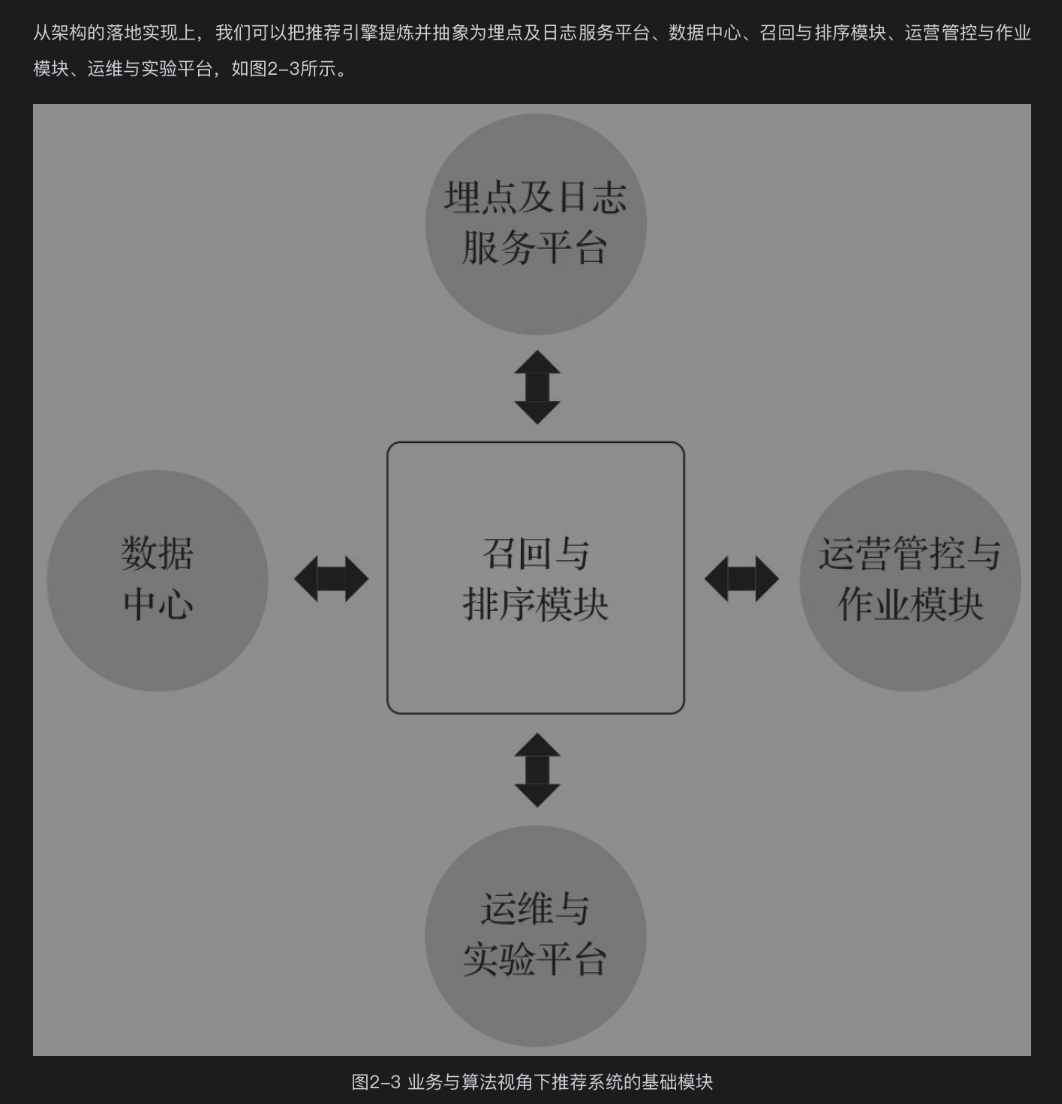 从架构的落地实现上，我们可以把推荐引擎提炼并抽象为埋点及日志服务平台、数据中心、召回与排序模块、运营管控与作业
模块、运维与实验平台，如图2-3所示。
埋点及日志
服务平台
数据
中心
召回与
排序模块
运营管控与
作业模块
运维与
实验平台
图2-3 业务与算法视角下推荐系统的基础模块